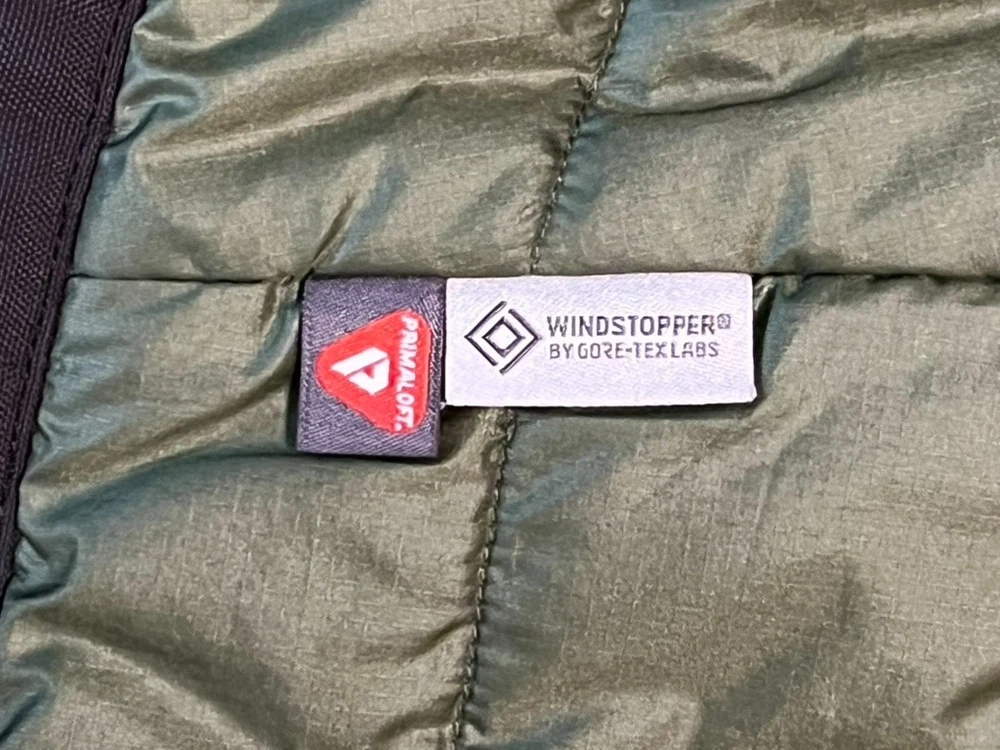 PRIMALOFT.
WINDSTOPPER®
BY GORE-TEX LABS